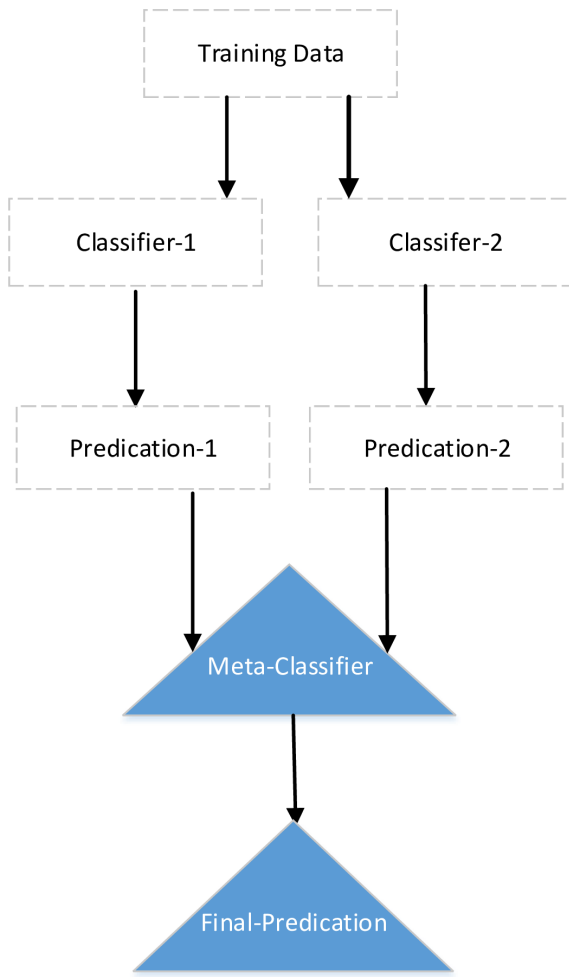 Training Data
Classifier-1
Classifer-2
Predication-1
Predication-2
Meta-Classifier
Final-Predication